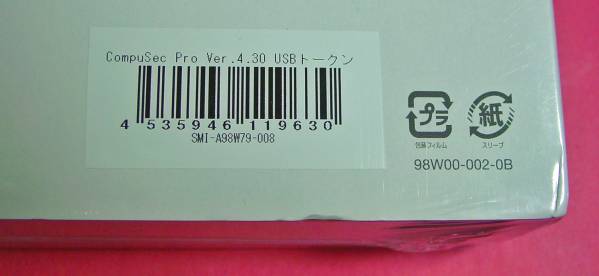 CompuSec Pro Ver.4.30 USBトークン
4 535946 119630
SMI-A98W79-008
プラ
紙
包装フィルム
スリーブ
98W00-002-0B